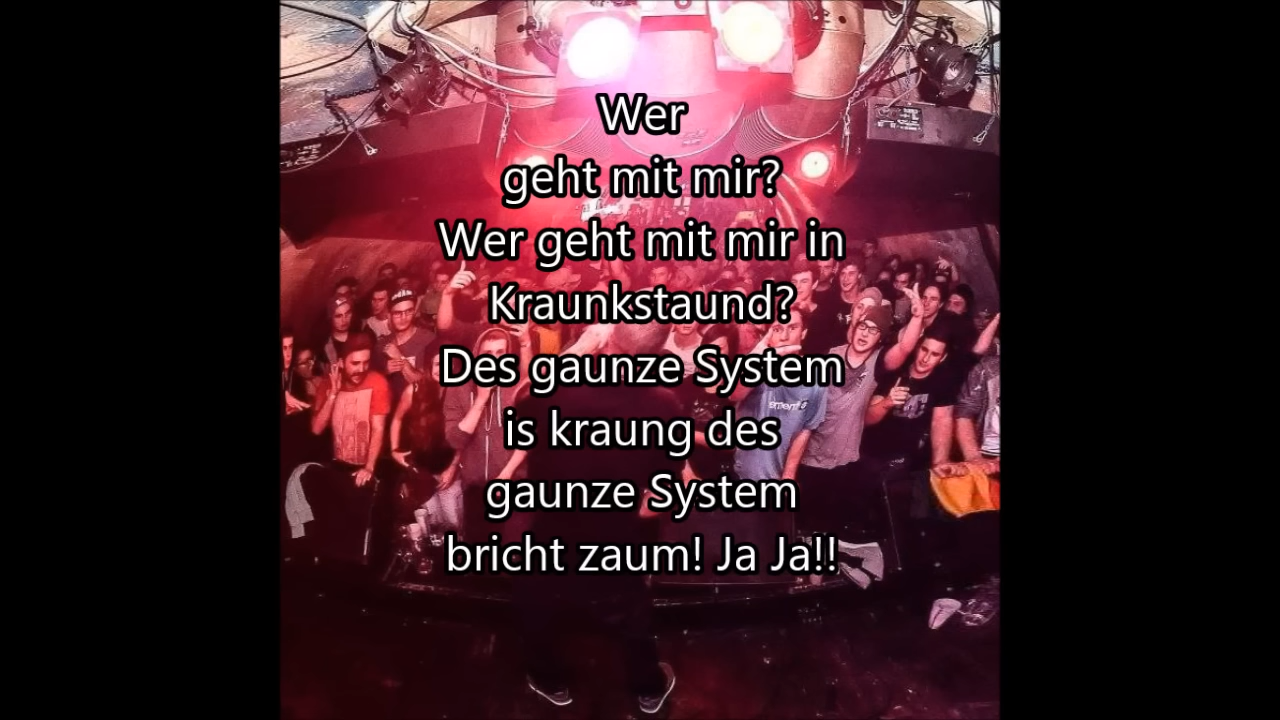 Wer
geht mit mir?
Wer geht mit mir in
Kraunkstaund?
Des gaunze System
is kraung des
gaunze System
bricht zaum! Ja Ja!!